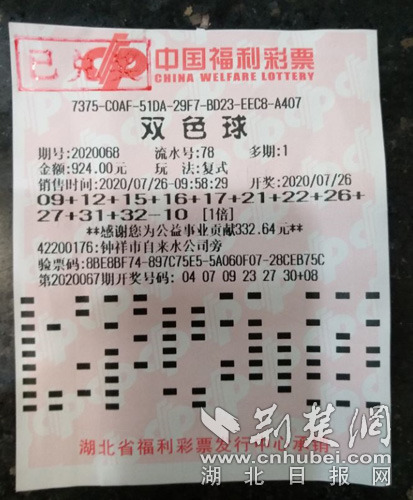 已兑奖
中国福利彩票
CHINA WELFARE LOTTERY
7375-C0AF-51DA-29F7-BD23-EEC8-A407
双色球
期号:2020068 流水号:78 多期:1
金额:924.00元 玩 法:复式
销售时间:2020/07/26-09:58:29 开奖:2020/07/26
09+12+15+16+17+21+22+26+
27+31+32-10 [1倍]
**感谢您为公益事业贡献332.64元**
42200176:钟祥市自来水公司旁
验票码:8BE8BF74-897C75E5-5A060F07-28CEB75C
第2020067期开奖号码:04 07 09 23 27 30+08
湖北省福利彩票发行中心承销
荆楚网
www.cnhubei.com
湖北日报网